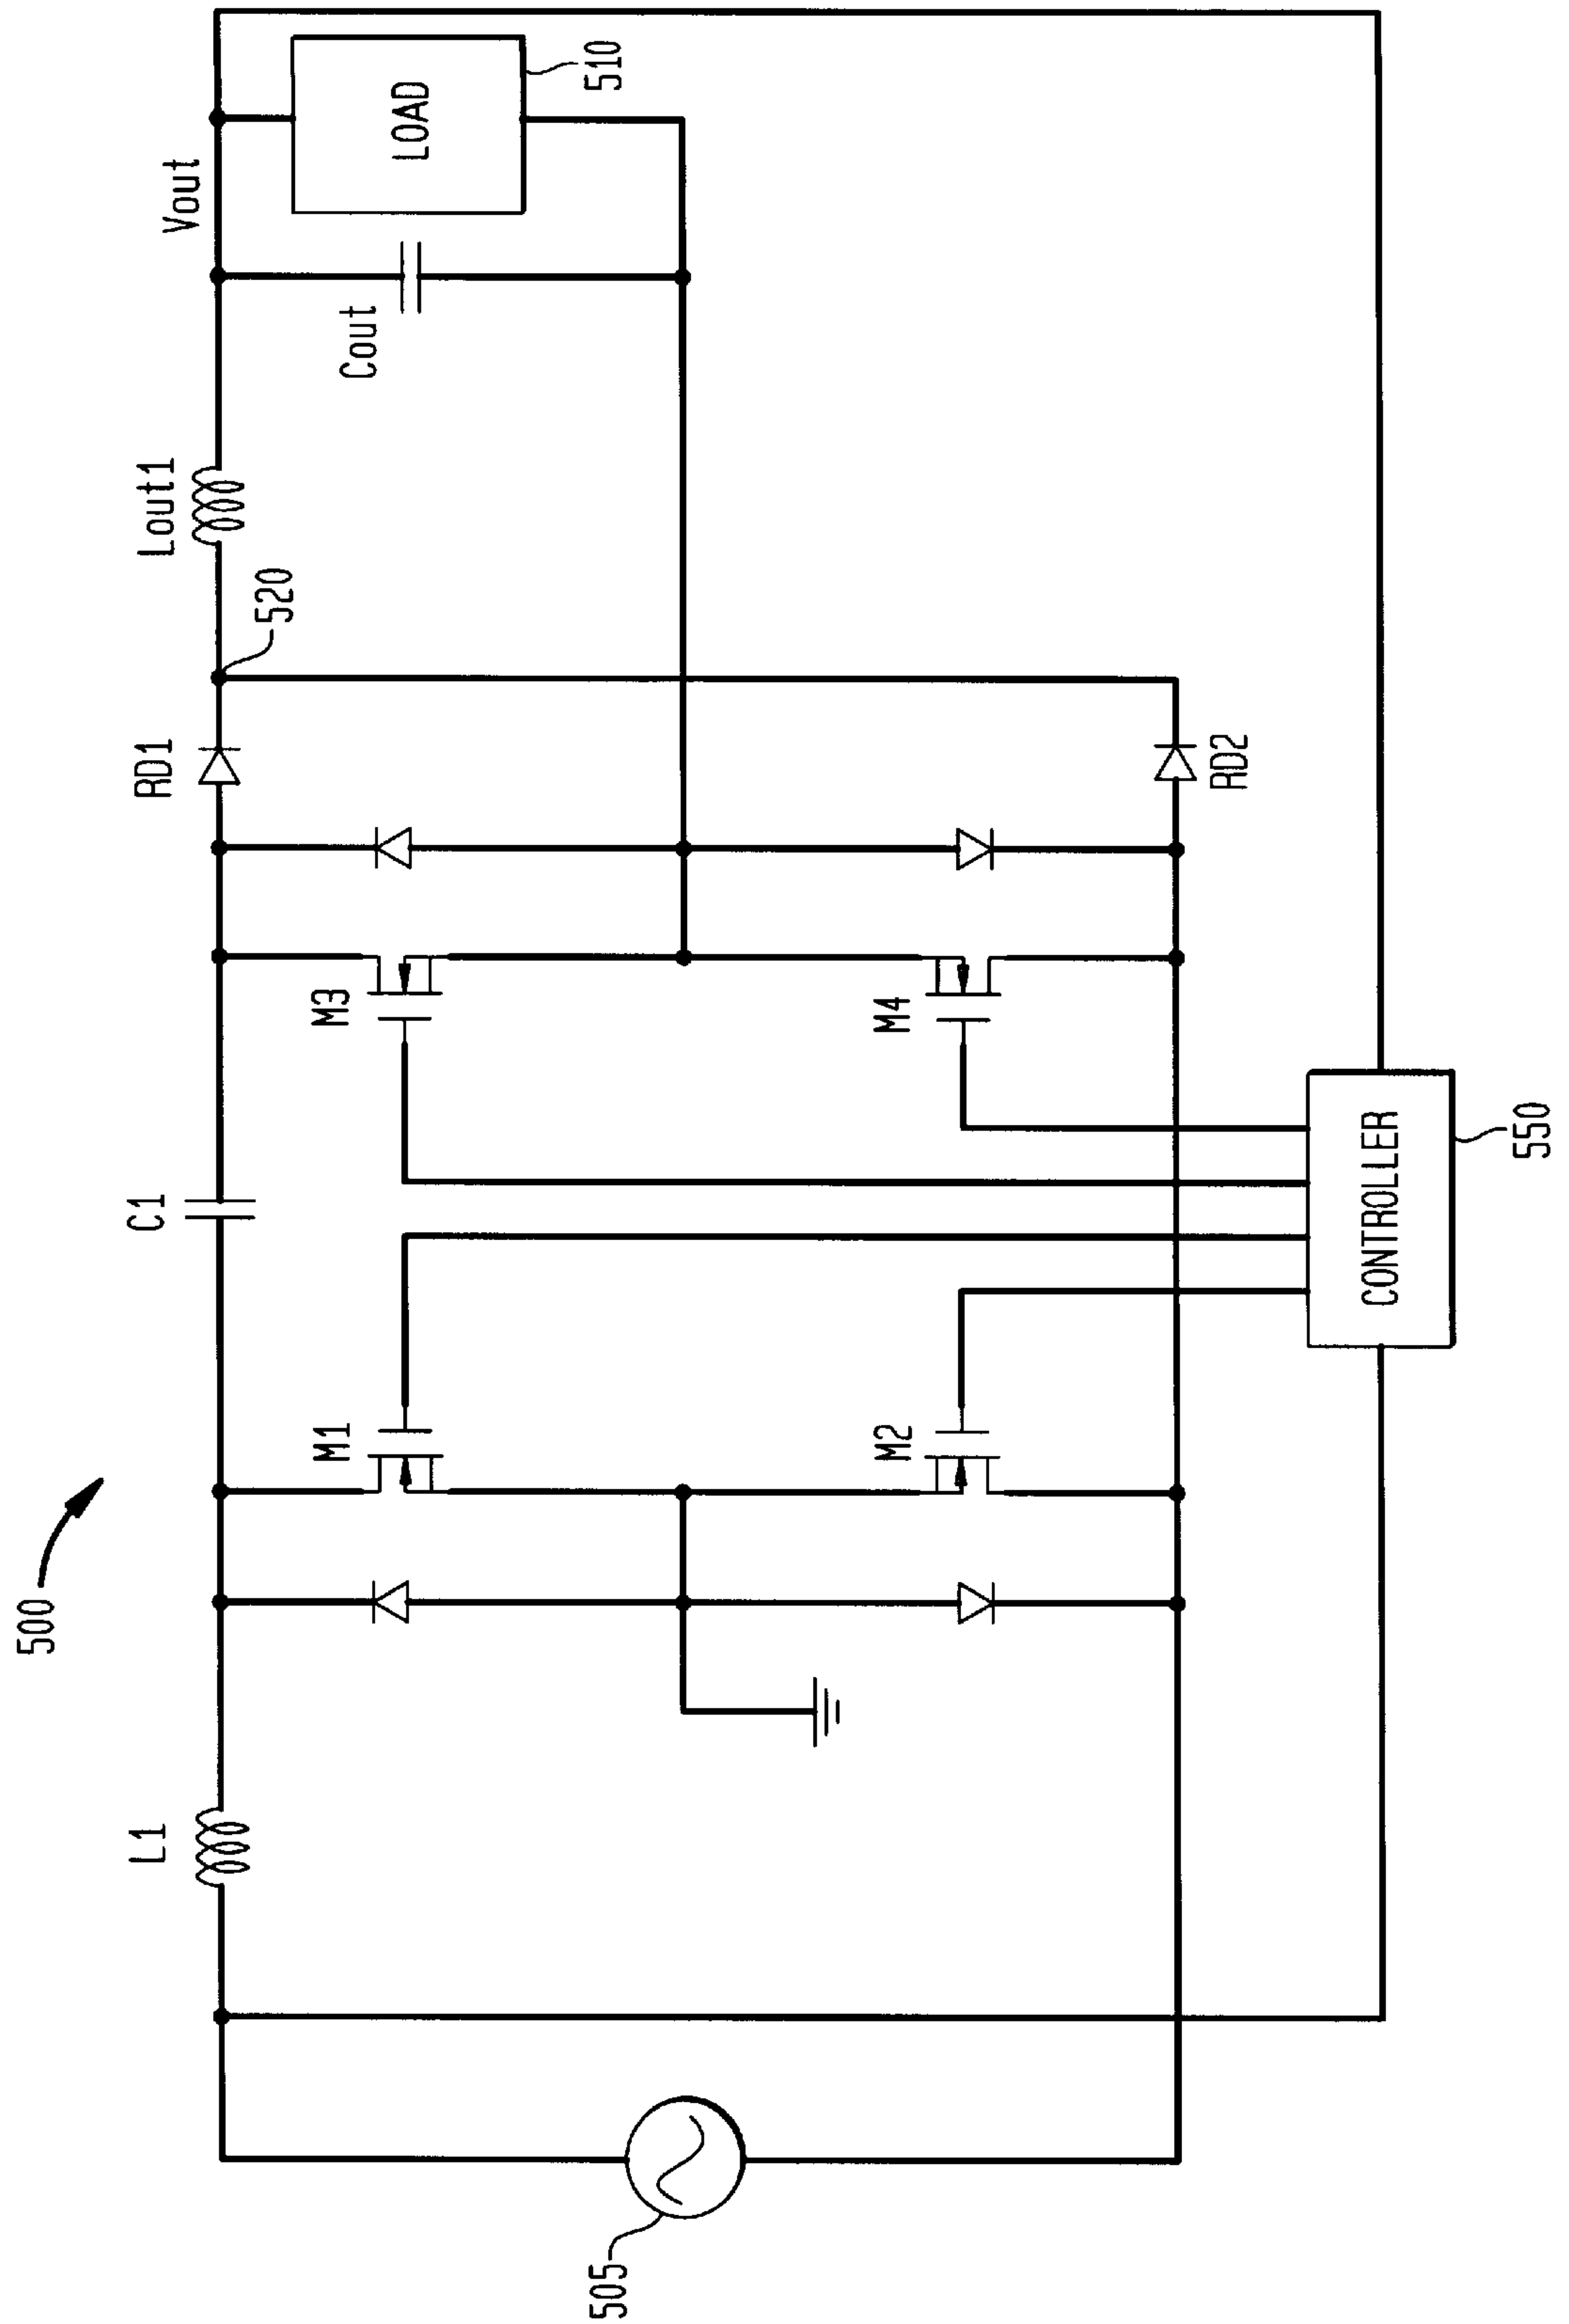 500
L1
C1
RD1
Lout1
Vout
520
M1
M3
Cout
LOAD
510
505
M2
M4
RD2
CONTROLLER
550